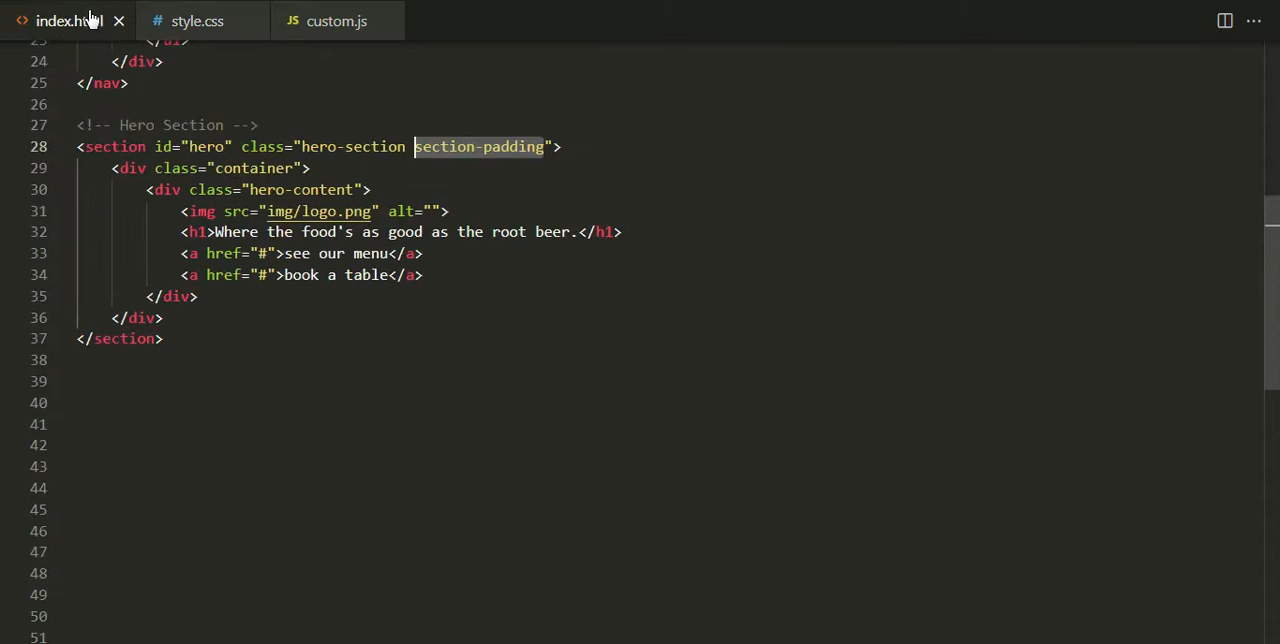 index.html style.css custom.js
23 </ul>
24 </div>
25 </nav>
26
27 <!-- Hero Section -->
28 <section id="hero" class="hero-section section-padding">
29 <div class="container">
30 <div class="hero-content">
31 <img src="img/logo.png" alt="">
32 <h1>Where the food's as good as the root beer.</h1>
33 <a href="#">see our menu</a>
34 <a href="#">book a table</a>
35 </div>
36 </div>
37 </section>
38
39
40
41
42
43
44
45
46
47
48
49
50
51